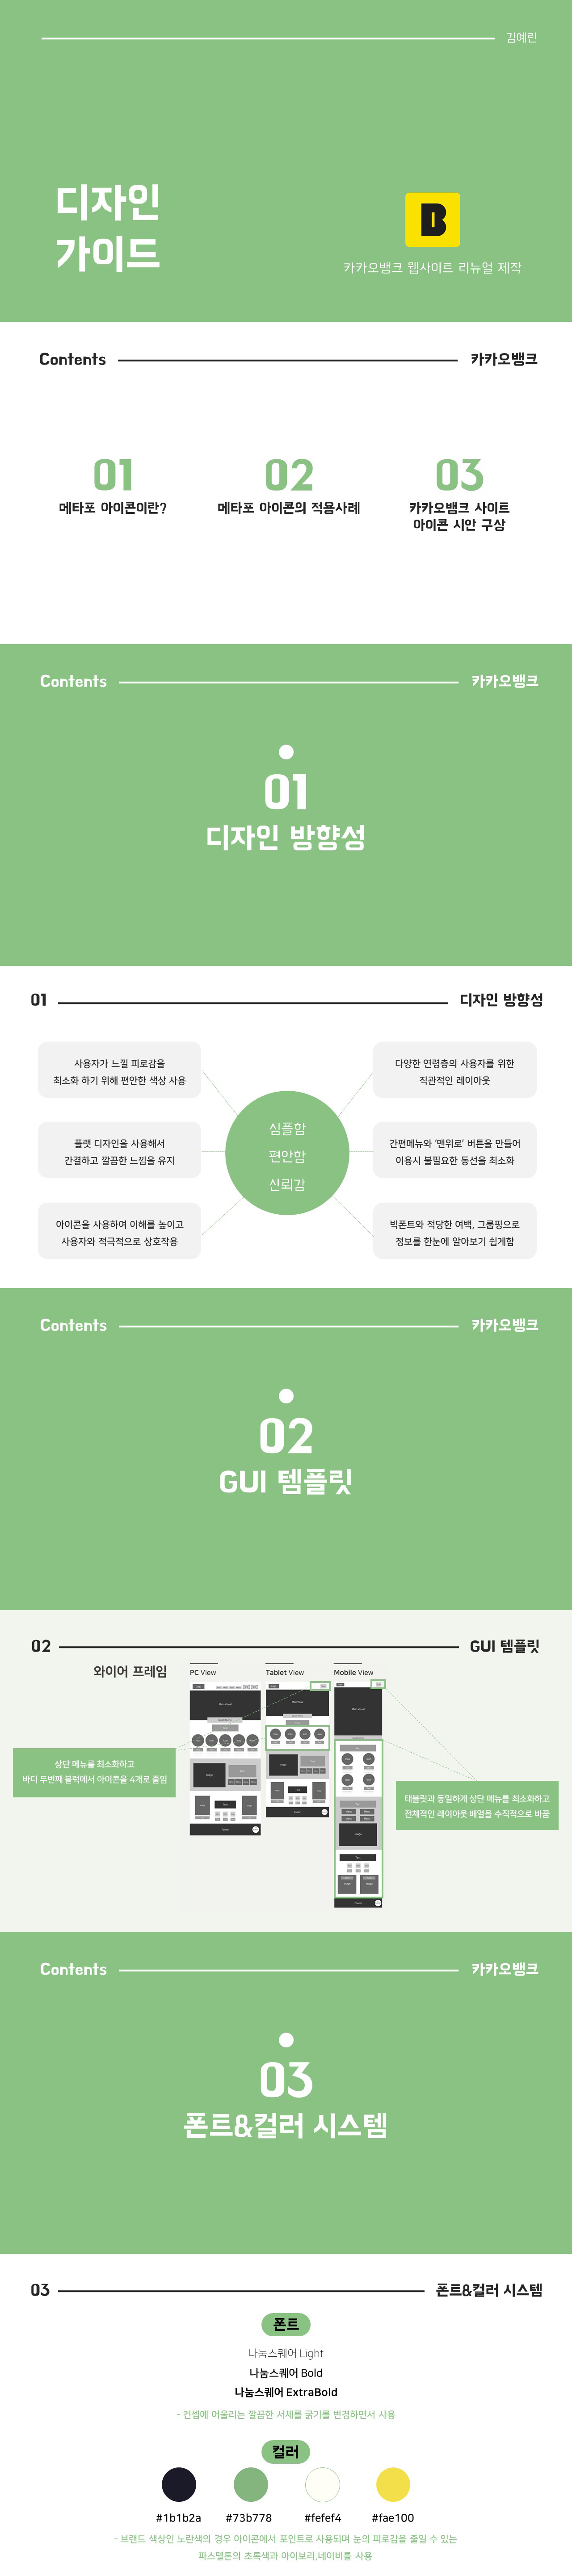 김예린
디자인
가이드
B
카카오뱅크 웹사이트 리뉴얼 제작
Contents
카카오뱅크
01
메타포 아이콘이란?
02
메타포 아이콘의 적용사례
03
카카오뱅크 사이트
아이콘 시안 구상
Contents
카카오뱅크
01
디자인 방향성
01
디자인 방향성
사용자가 느낄 피로감을
최소화 하기 위해 편안한 색상 사용
플랫 디자인을 사용해서
간결하고 깔끔한 느낌을 유지
아이콘을 사용하여 이해를 높이고
사용자와 적극적으로 상호작용
심플함
편안함
신뢰감
다양한 연령층의 사용자를 위한
직관적인 레이아웃
간편메뉴와 '맨위로' 버튼을 만들어
이용시 불필요한 동선을 최소화
빅폰트와 적당한 여백, 그룹핑으로
정보를 한눈에 알아보기 쉽게함
Contents
카카오뱅크
02
GUI 템플릿
02
GUI 템플릿
와이어 프레임
PC View
Tablet View
Mobile View
상단 메뉴를 최소화하고
바디 두번째 블럭에서 아이콘을 4개로 줄임
태블릿과 동일하게 상단 메뉴를 최소화하고
전체적인 레이아웃 배열을 수직적으로 바꿈
Contents
카카오뱅크
03
폰트&컬러 시스템
03
폰트&컬러 시스템
폰트
나눔스퀘어 Light
나눔스퀘어 Bold
나눔스퀘어 ExtraBold
- 컨셉에 어울리는 깔끔한 서체를 굵기를 변경하면서 사용
컬러
#1b1b2a
#73b778
#fefef4
#fae100
- 브랜드 색상인 노란색의 경우 아이콘에서 포인트로 사용되며 눈의 피로감을 줄일 수 있는
파스텔톤의 초록색과 아이보리,네이비를 사용